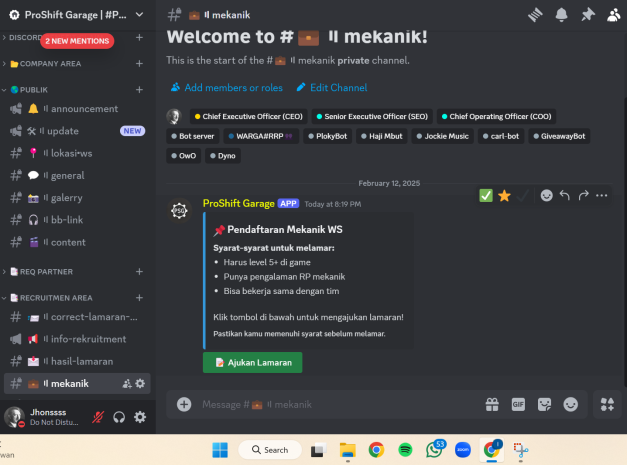 ProShift Garage | #P...
2 NEW MENTIONS
DISCORD
COMPANY AREA
PUBLIK
announcement
update
NEW
lokasi•ws
general
galerry
bb-link
content
REQ PARTNER
RECRUITMEN AREA
correct-lamaran-...
info-rekruitment
hasil-lamaran
mekanik
Jhonssss
Do Not Distu...
mekanik
Welcome to # mekanik!
This is the start of the # mekanik private channel.
Add members or roles
Edit Channel
Chief Executive Officer (CEO)
Senior Executive Officer (SEO)
Chief Operating Officer (COO)
Bot server
WARGA#RRP
PlokyBot
Haji Mbut
Jockie Music
carl-bot
GiveawayBot
OwO
Dyno
February 12, 2025
PSG
ProShift Garage APP Today at 8:19 PM
Pendaftaran Mekanik WS
Syarat-syarat untuk melamar:
• Harus level 5+ di game
• Punya pengalaman RP mekanik
• Bisa bekerja sama dengan tim
Klik tombol di bawah untuk mengajukan lamaran!
Pastikan kamu memenuhi syarat sebelum melamar.
Ajukan Lamaran
Message # mekanik
GIF
wan
Search
53
zoom
1